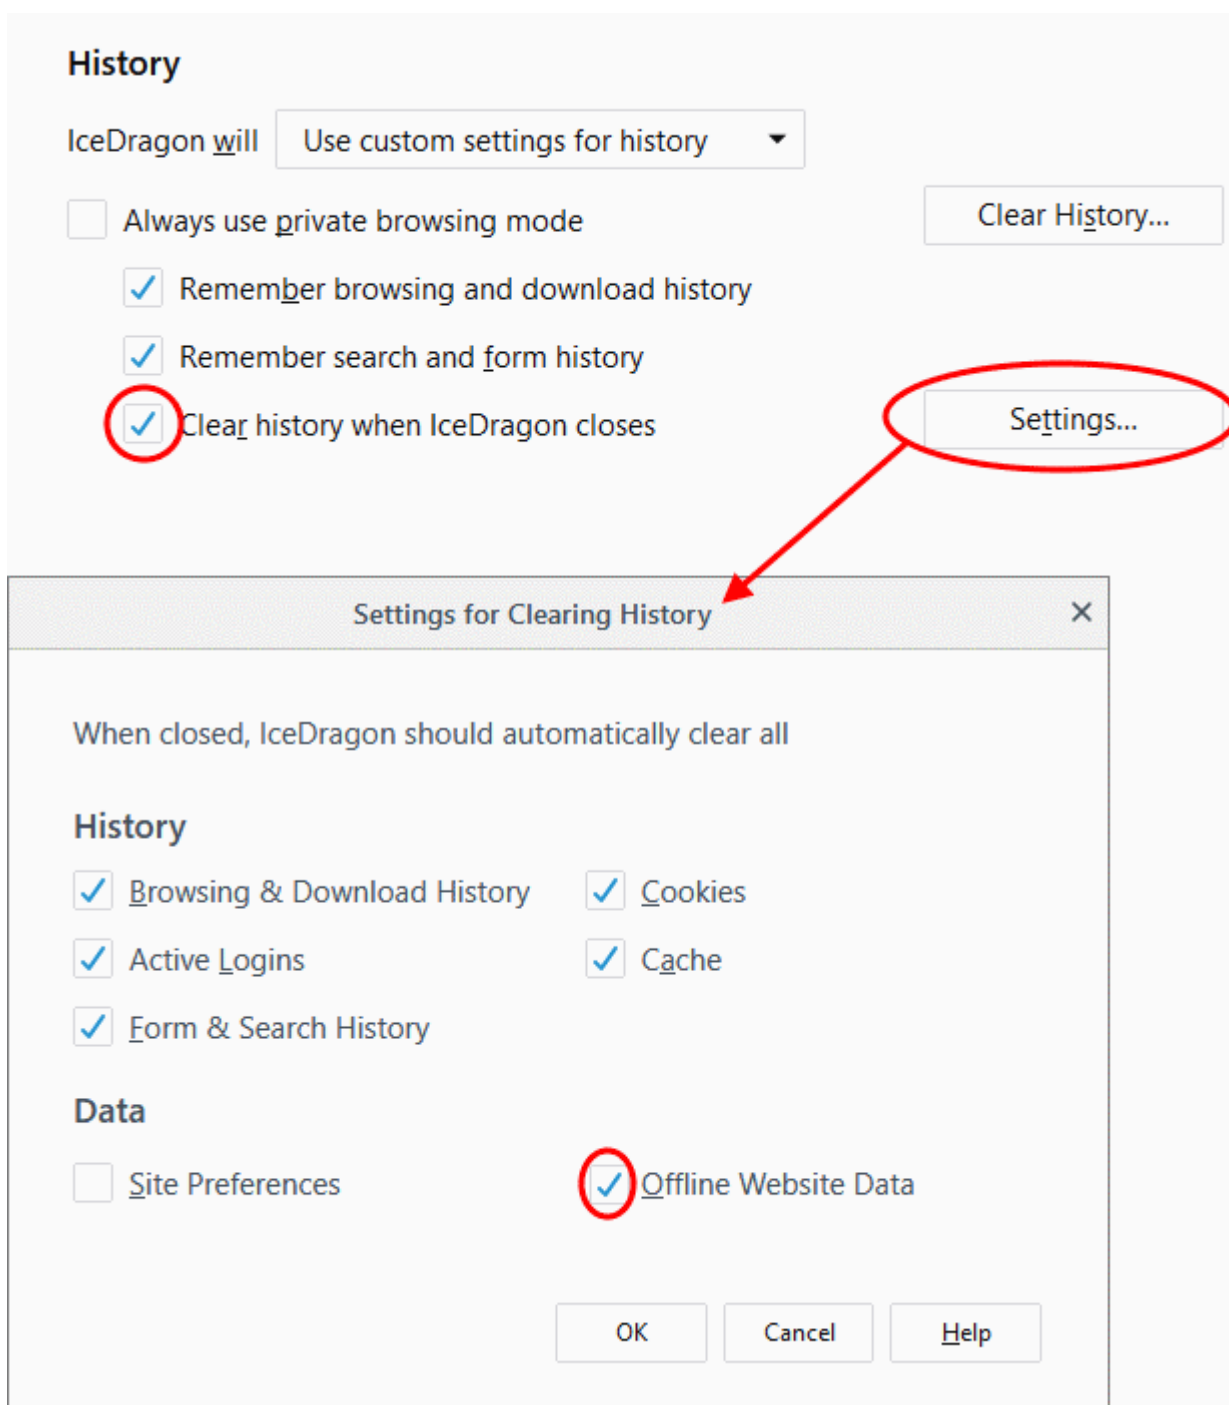 History
IceDragon will Use custom settings for history
Always use private browsing mode Clear History...
Remember browsing and download history
Remember search and form history
Clear history when IceDragon closes Settings...
Settings for Clearing History
When closed, IceDragon should automatically clear all
History
Browsing & Download History Cookies
Active Logins Cache
Form & Search History
Data
Site Preferences Offline Website Data
OK Cancel Help